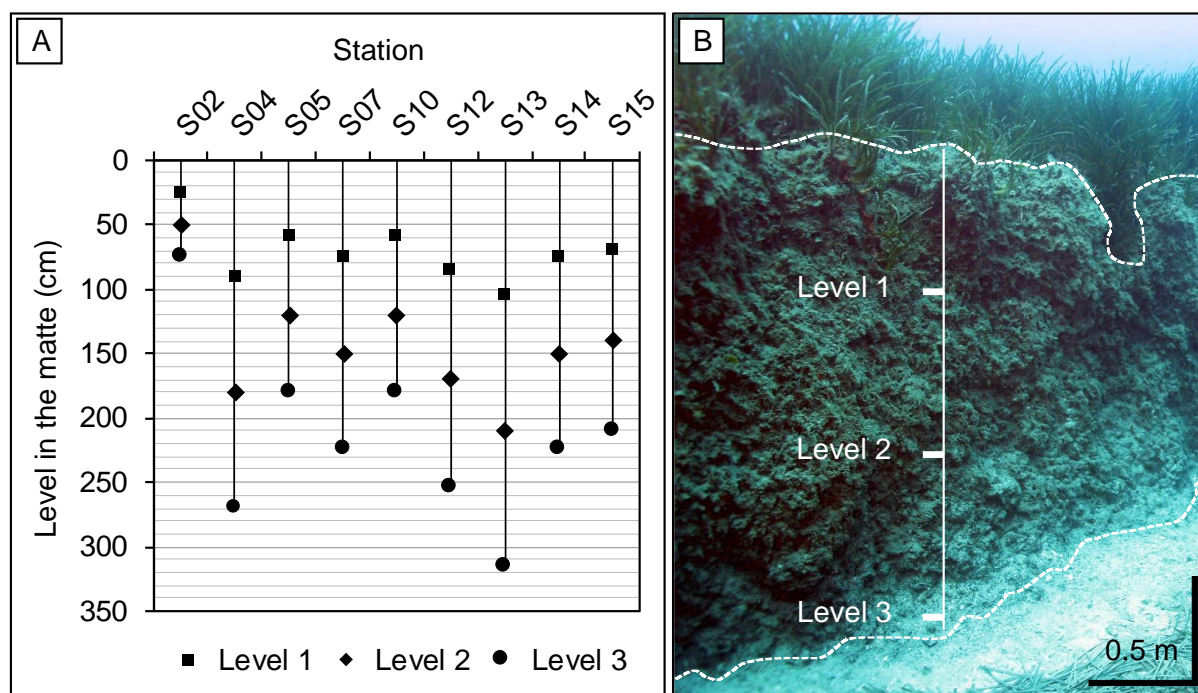 A
Station
S02 S04 S05 S07 S10 S12 S13 S14 S15
Level in the matte (cm)
0
50
100
150
200
250
300
350
Level 1 Level 2 Level 3
B
Level 1
Level 2
Level 3
0.5 m